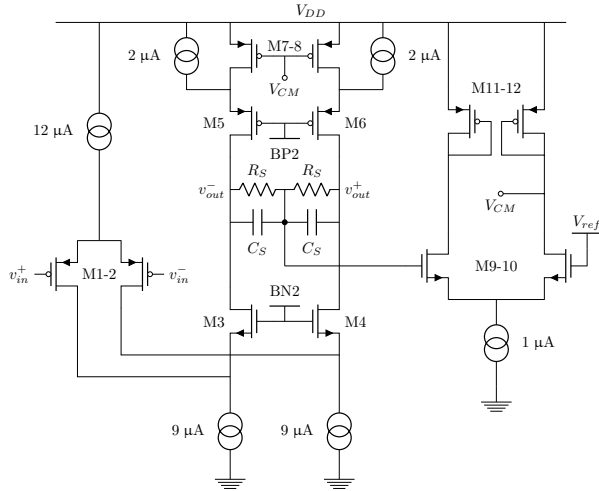 V_DD
2 μA
M7-8
2 μA
V_CM
M11-12
12 μA
M5
M6
BP2
R_S
R_S
v_out^-
v_out^+
V_CM
V_ref
C_S
C_S
v_in^+
M1-2
v_in^-
M9-10
BN2
M3
M4
1 μA
9 μA
9 μA